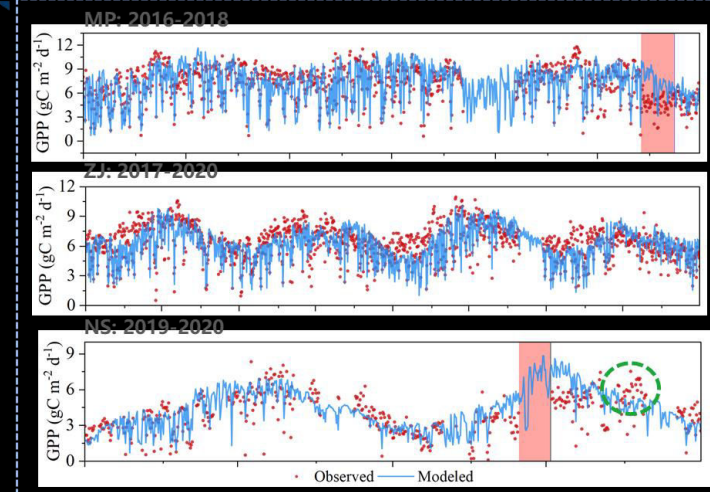 MP: 2016-2018
GPP (gC m-2 d-1)
12
9
6
3
0
ZJ: 2017-2020
GPP (gC m-2 d-1)
12
9
6
3
0
NS: 2019-2020
GPP (gC m-2 d-1)
9
6
3
0
Observed Modeled